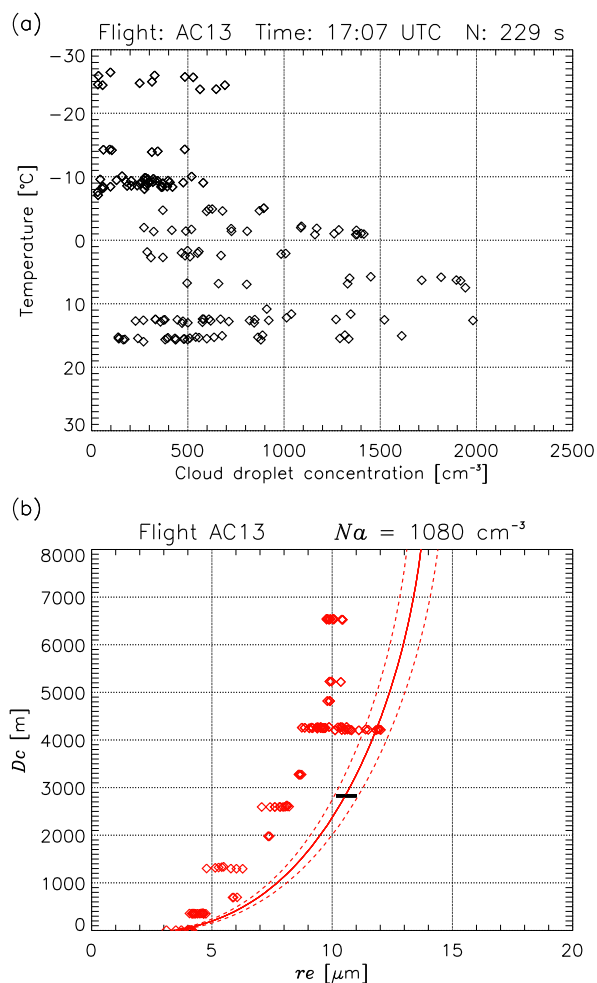 (a)
Flight: AC13 Time: 17:07 UTC N: 229 s
-30
-20
-10
0
10
20
30
Temperature [°C]
0 500 1000 1500 2000 2500
Cloud droplet concentration [cm⁻³]
(b)
Flight AC13 Na = 1080 cm⁻³
8000
7000
6000
5000
4000
3000
2000
1000
0
Dc [m]
0 5 10 15 20
re [μm]